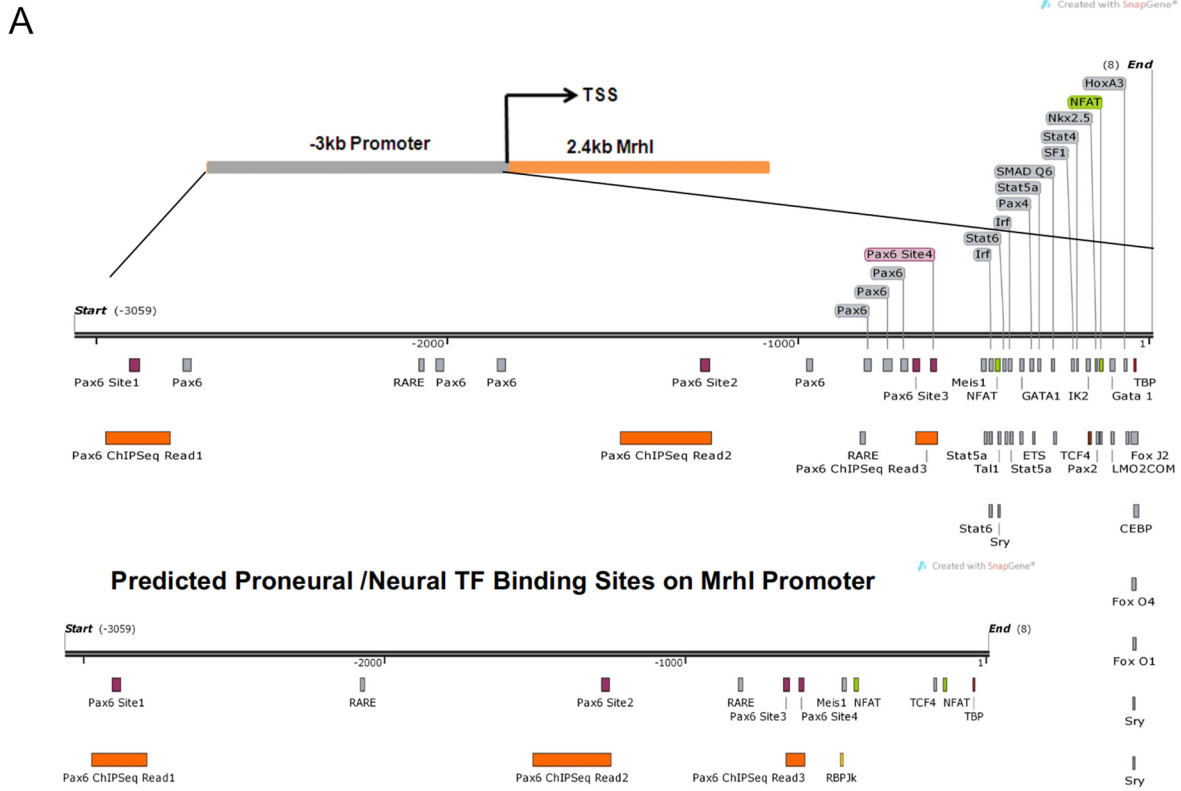 A
Created with SnapGene®
(8) End
HoxA3
TSS
NFAT
Nkx2.5
-3kb Promoter
2.4kb Mrhl
Stat4
SF1
SMAD Q6
Stat5a
Pax4
Irf
Stat6
Pax6 Site4
Irf
Pax6
Pax6
Pax6
Start (-3059)
-2000
-1000
1
Pax6 Site1
Pax6
RARE
Pax6
Pax6
Pax6 Site2
Pax6
Meis1
TBP
Pax6 Site3
NFAT
GATA1
IK2
Gata 1
Pax6 ChIPSeq Read1
Pax6 ChIPSeq Read2
RARE
Stat5a
ETS
TCF4
Fox J2
Pax6 ChIPSeq Read3
Tal1
Stat5a
Pax2
LMO2COM
Stat6
CEBP
Sry
Created with SnapGene®
Predicted Proneural /Neural TF Binding Sites on Mrhl Promoter
Fox O4
Start (-3059)
End (8)
-2000
-1000
1
Fox O1
Pax6 Site1
RARE
Pax6 Site2
RARE
Meis1
NFAT
TCF4
NFAT
Pax6 Site3
Pax6 Site4
TBP
Sry
Pax6 ChIPSeq Read1
Pax6 ChIPSeq Read2
Pax6 ChIPSeq Read3
RBPJk
Sry